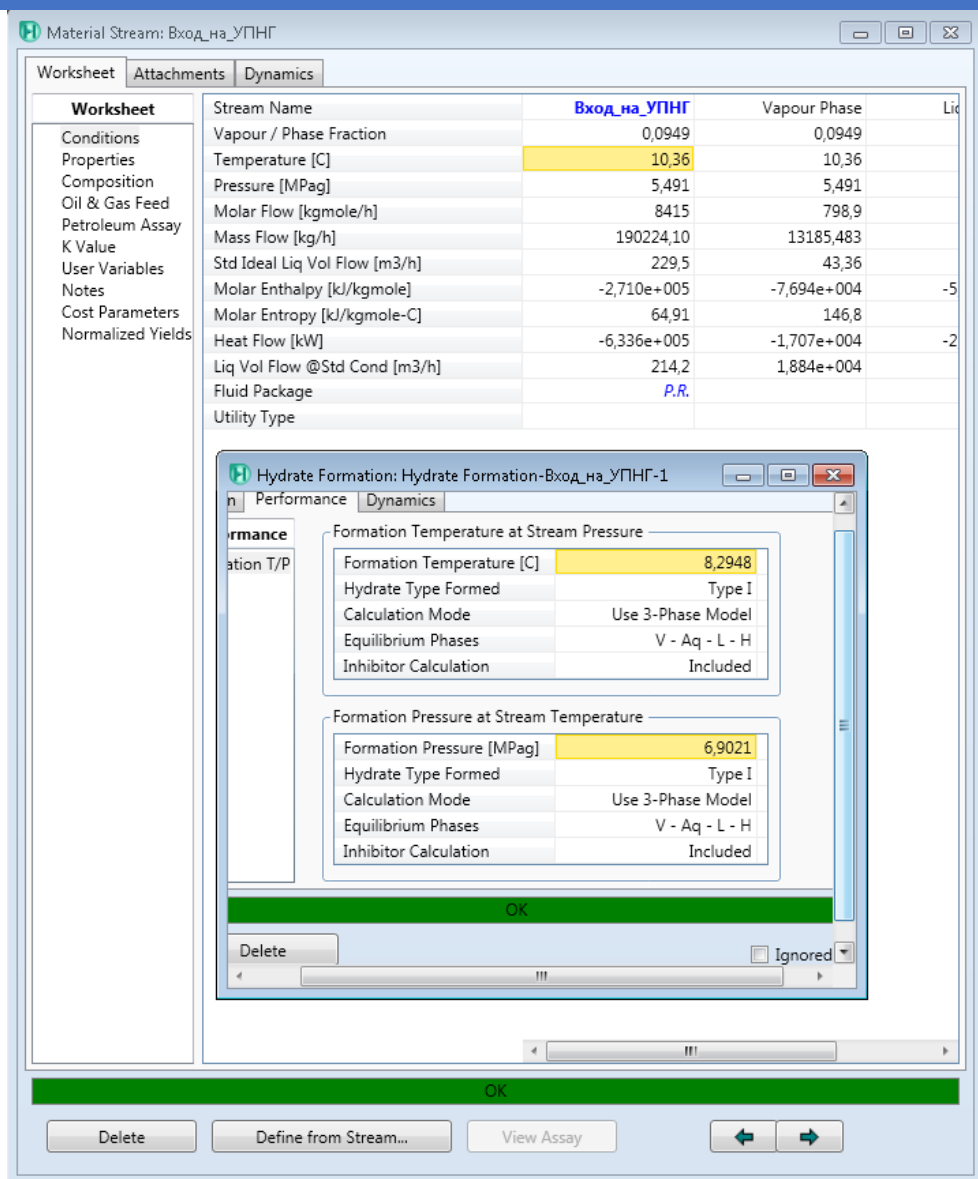 Material Stream: Вход_на_УПНГ
Worksheet Attachments Dynamics
Worksheet
Conditions
Properties
Composition
Oil & Gas Feed
Petroleum Assay
K Value
User Variables
Notes
Cost Parameters
Normalized Yields
Stream Name Вход_на_УПНГ Vapour Phase Lic
Vapour / Phase Fraction 0,0949 0,0949
Temperature [C] 10,36 10,36
Pressure [MPag] 5,491 5,491
Molar Flow [kgmole/h] 8415 798,9
Mass Flow [kg/h] 190224,10 13185,483
Std Ideal Liq Vol Flow [m3/h] 229,5 43,36
Molar Enthalpy [kJ/kgmole] -2,710e+005 -7,694e+004 -5
Molar Entropy [kJ/kgmole-C] 64,91 146,8
Heat Flow [kW] -6,336e+005 -1,707e+004 -2
Liq Vol Flow @Std Cond [m3/h] 214,2 1,884e+004
Fluid Package P.R.
Utility Type
Hydrate Formation: Hydrate Formation-Вход_на_УПНГ-1
n Performance Dynamics
rmance
ation T/P
Formation Temperature at Stream Pressure
Formation Temperature [C] 8,2948
Hydrate Type Formed Type I
Calculation Mode Use 3-Phase Model
Equilibrium Phases V - Aq - L - H
Inhibitor Calculation Included
Formation Pressure at Stream Temperature
Formation Pressure [MPag] 6,9021
Hydrate Type Formed Type I
Calculation Mode Use 3-Phase Model
Equilibrium Phases V - Aq - L - H
Inhibitor Calculation Included
OK
Delete Ignored
OK
Delete Define from Stream... View Assay